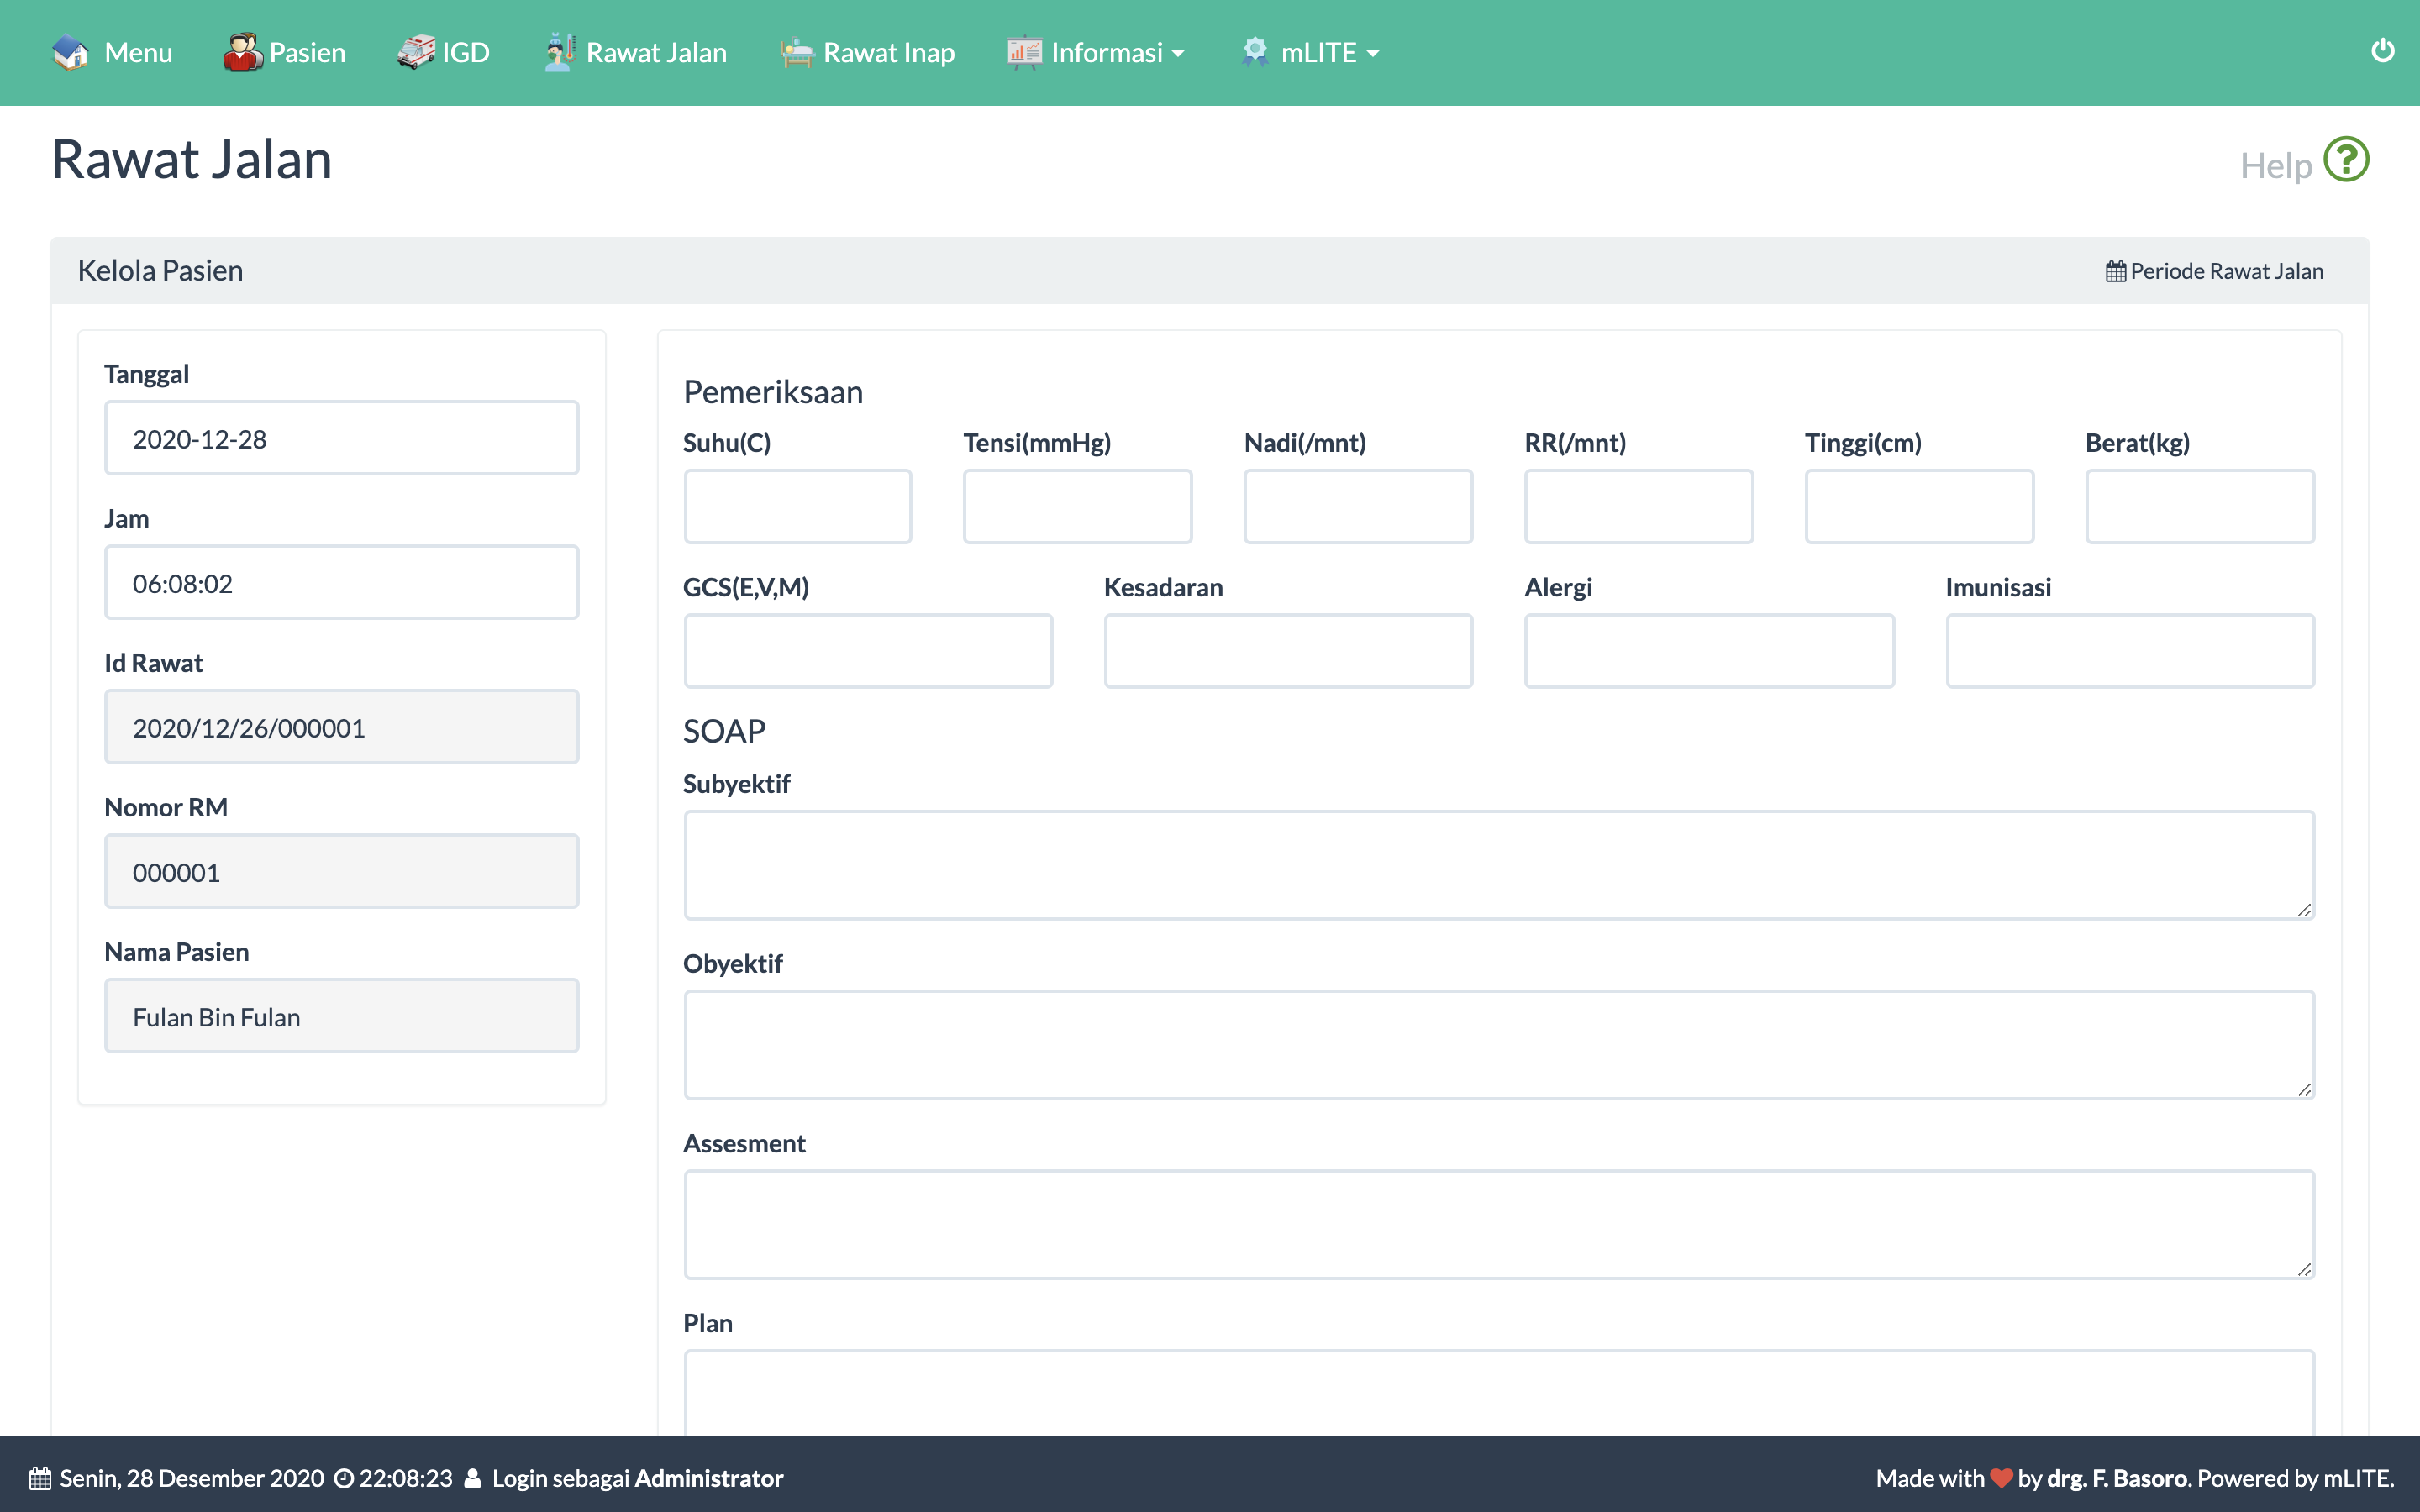 Menu Pasien IGD Rawat Jalan Rawat Inap Informasi mLITE
Rawat Jalan
Help
Kelola Pasien
Periode Rawat Jalan
Tanggal
2020-12-28
Jam
06:08:02
Id Rawat
2020/12/26/000001
Nomor RM
000001
Nama Pasien
Fulan Bin Fulan
Pemeriksaan
Suhu(C) Tensi(mmHg) Nadi(/mnt) RR(/mnt) Tinggi(cm) Berat(kg)
GCS(E,V,M) Kesadaran Alergi Imunisasi
SOAP
Subyektif
Obyektif
Assesment
Plan
Senin, 28 Desember 2020 22:08:23 Login sebagai Administrator
Made with ❤ by drg. F. Basoro. Powered by mLITE.